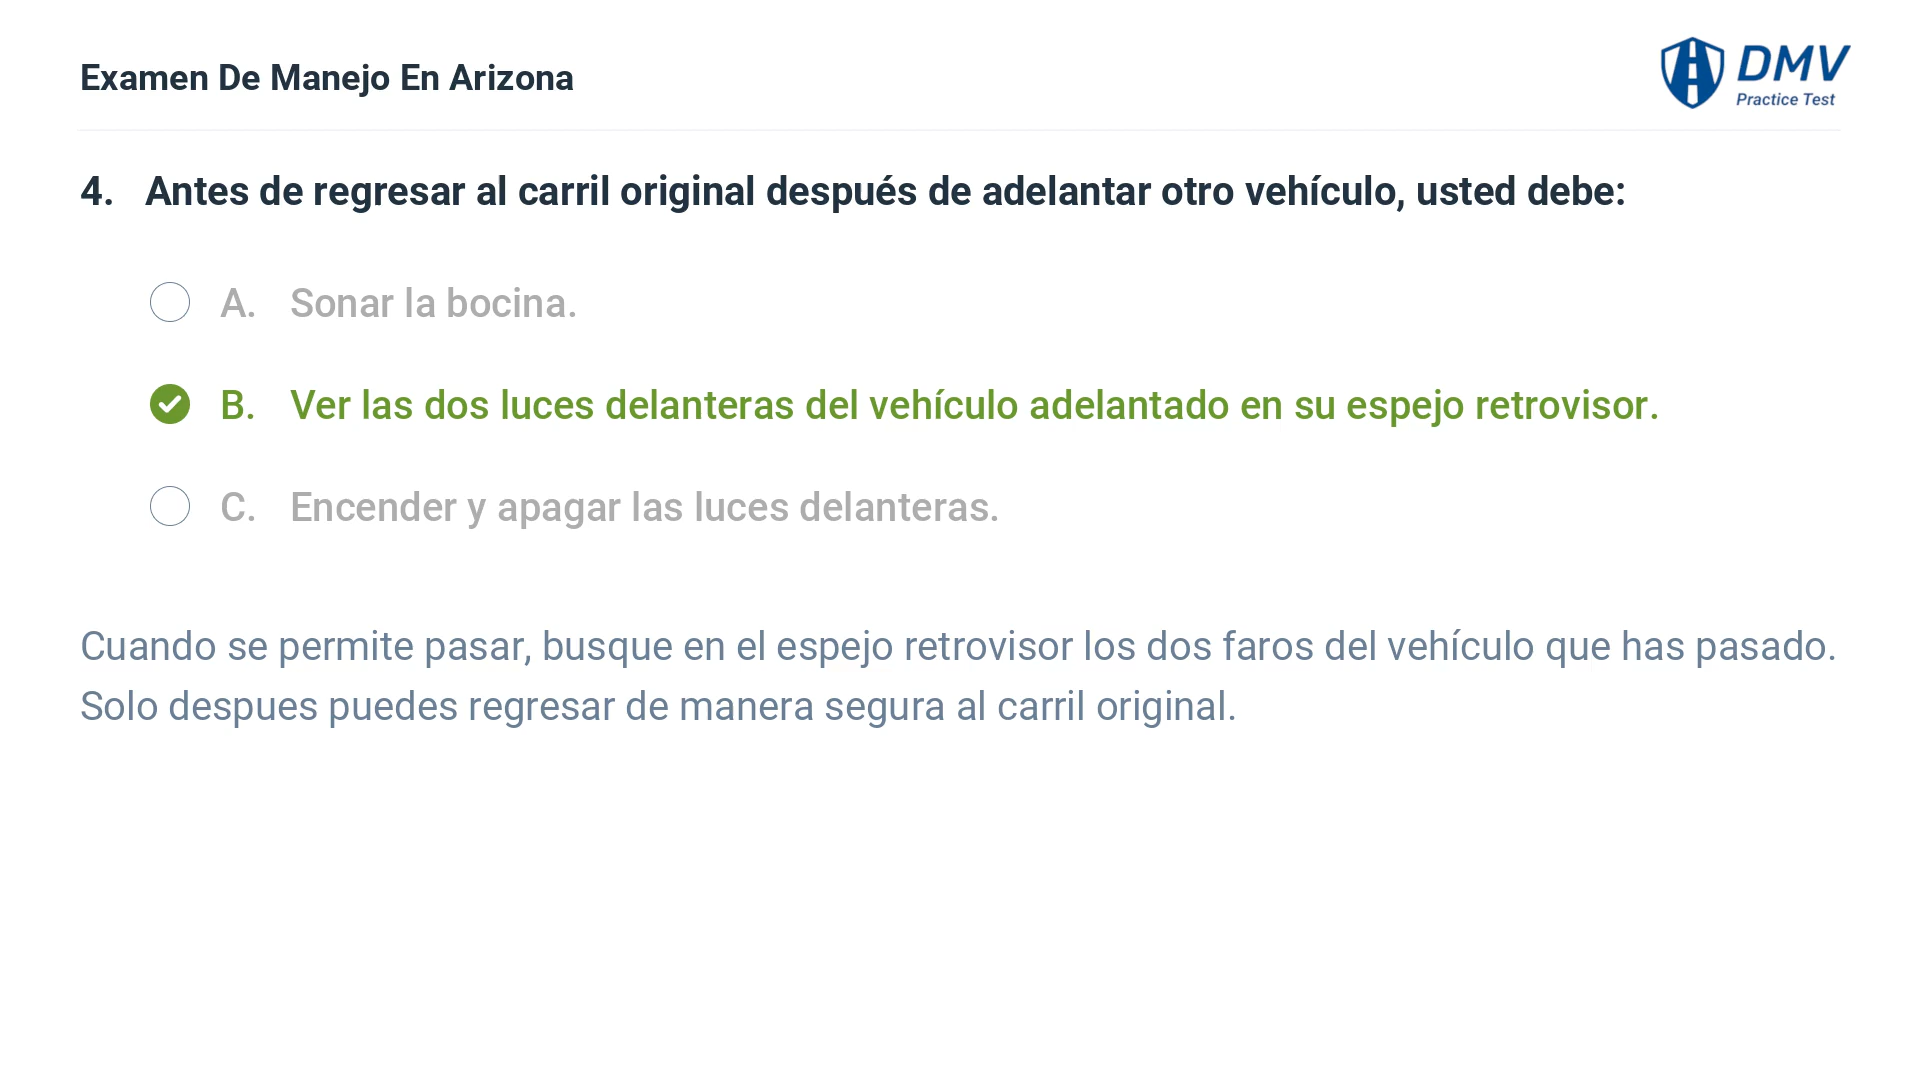 Examen De Manejo En Arizona
DMV
Practice Test
4. Antes de regresar al carril original después de adelantar otro vehículo, usted debe:
A. Sonar la bocina.
B. Ver las dos luces delanteras del vehículo adelantado en su espejo retrovisor.
C. Encender y apagar las luces delanteras.
Cuando se permite pasar, busque en el espejo retrovisor los dos faros del vehículo que has pasado.
Solo despues puedes regresar de manera segura al carril original.